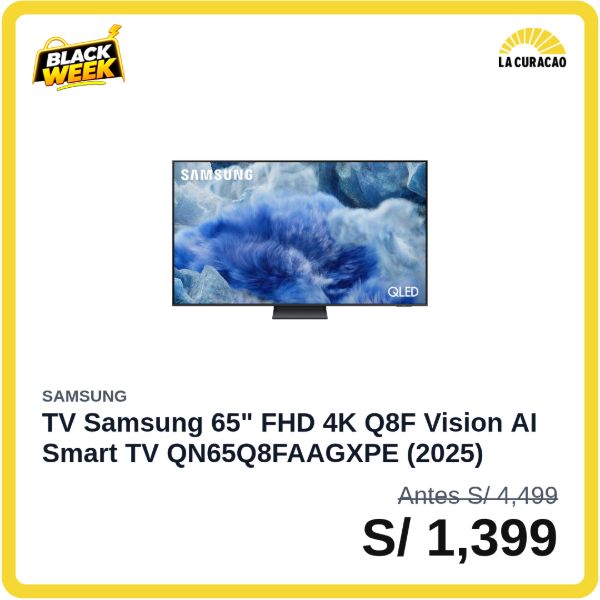 BLACK
WEEK
LA CURACAO
SAMSUNG
QLED
SAMSUNG
TV Samsung 65" FHD 4K Q8F Vision AI
Smart TV QN65Q8FAAGXPE (2025)
Antes S/ 4,499
S/ 1,399